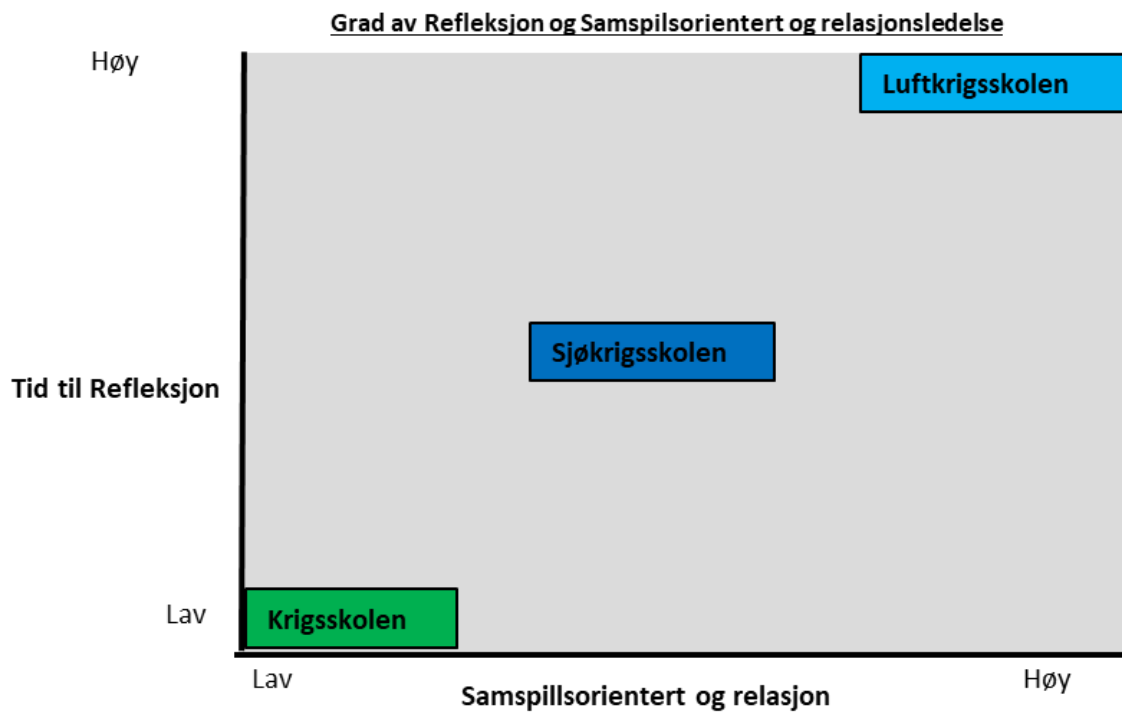 Grad av Refleksjon og Samspilsorientert og relasjonsledelse
Høy
Luftkrigsskolen
Sjøkrigsskolen
Tid til Refleksjon
Lav
Krigsskolen
Lav
Høy
Samspillsorientert og relasjon